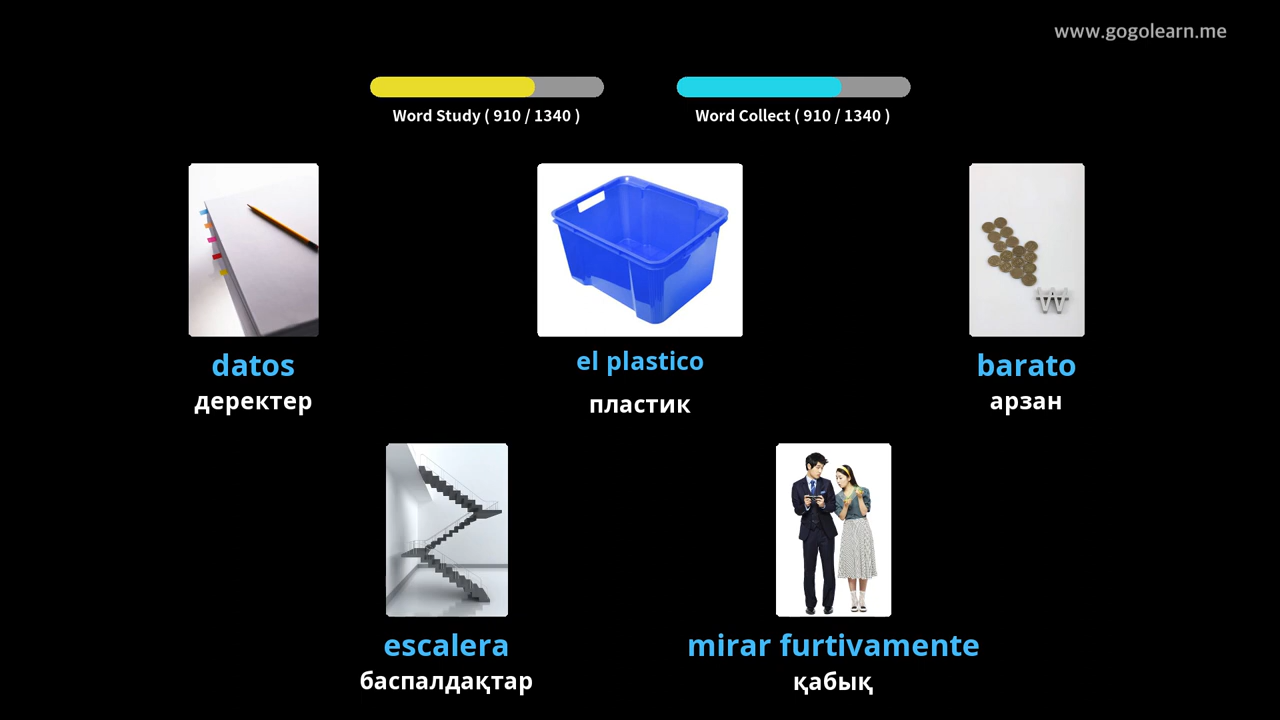 www.gogolearn.me
Word Study ( 910 / 1340 )
Word Collect ( 910 / 1340 )
datos
деректер
el plastico
пластик
barato
арзан
escalera
баспалдақтар
mirar furtivamente
қабық